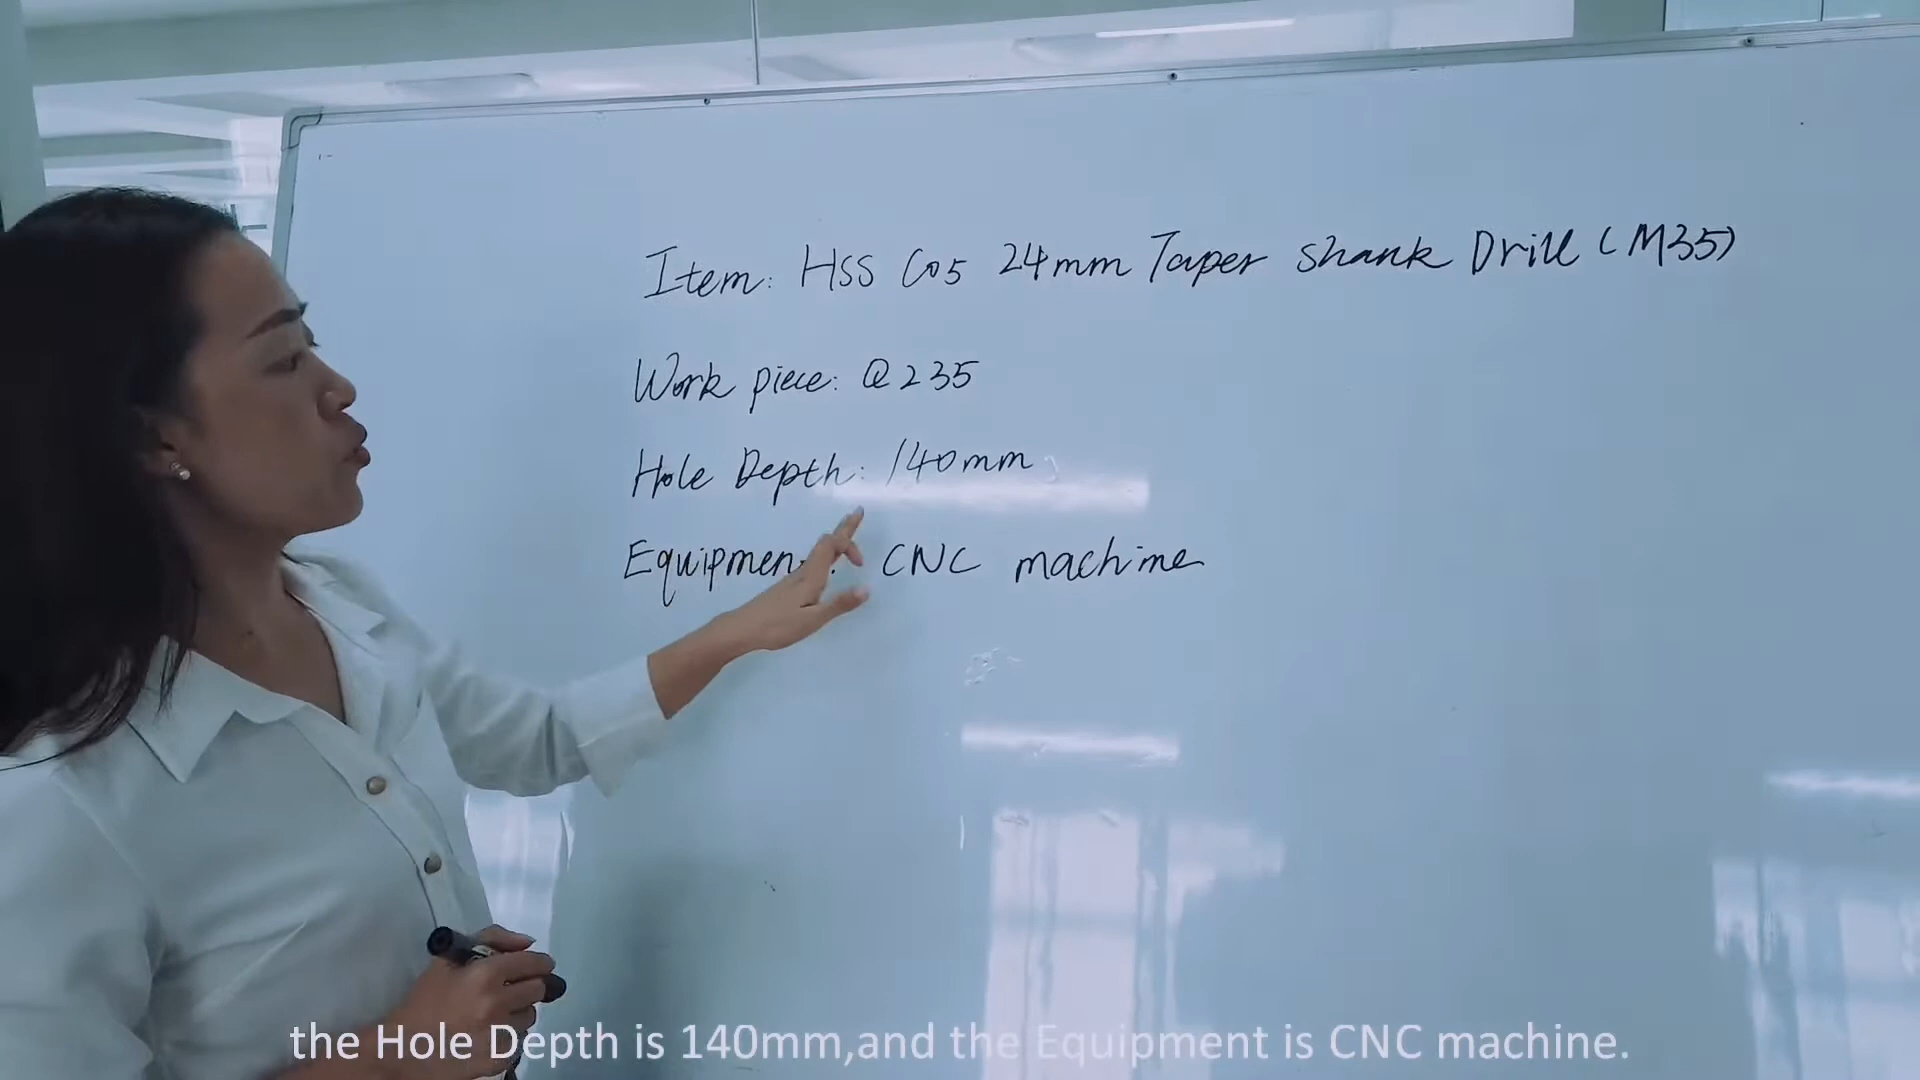 Item: HSS Co5 24mm Taper Shank Drill (M35)
Work piece: Q235
Hole Depth: 140mm
Equipment: CNC machine
the Hole Depth is 140mm,and the Equipment is CNC machine.